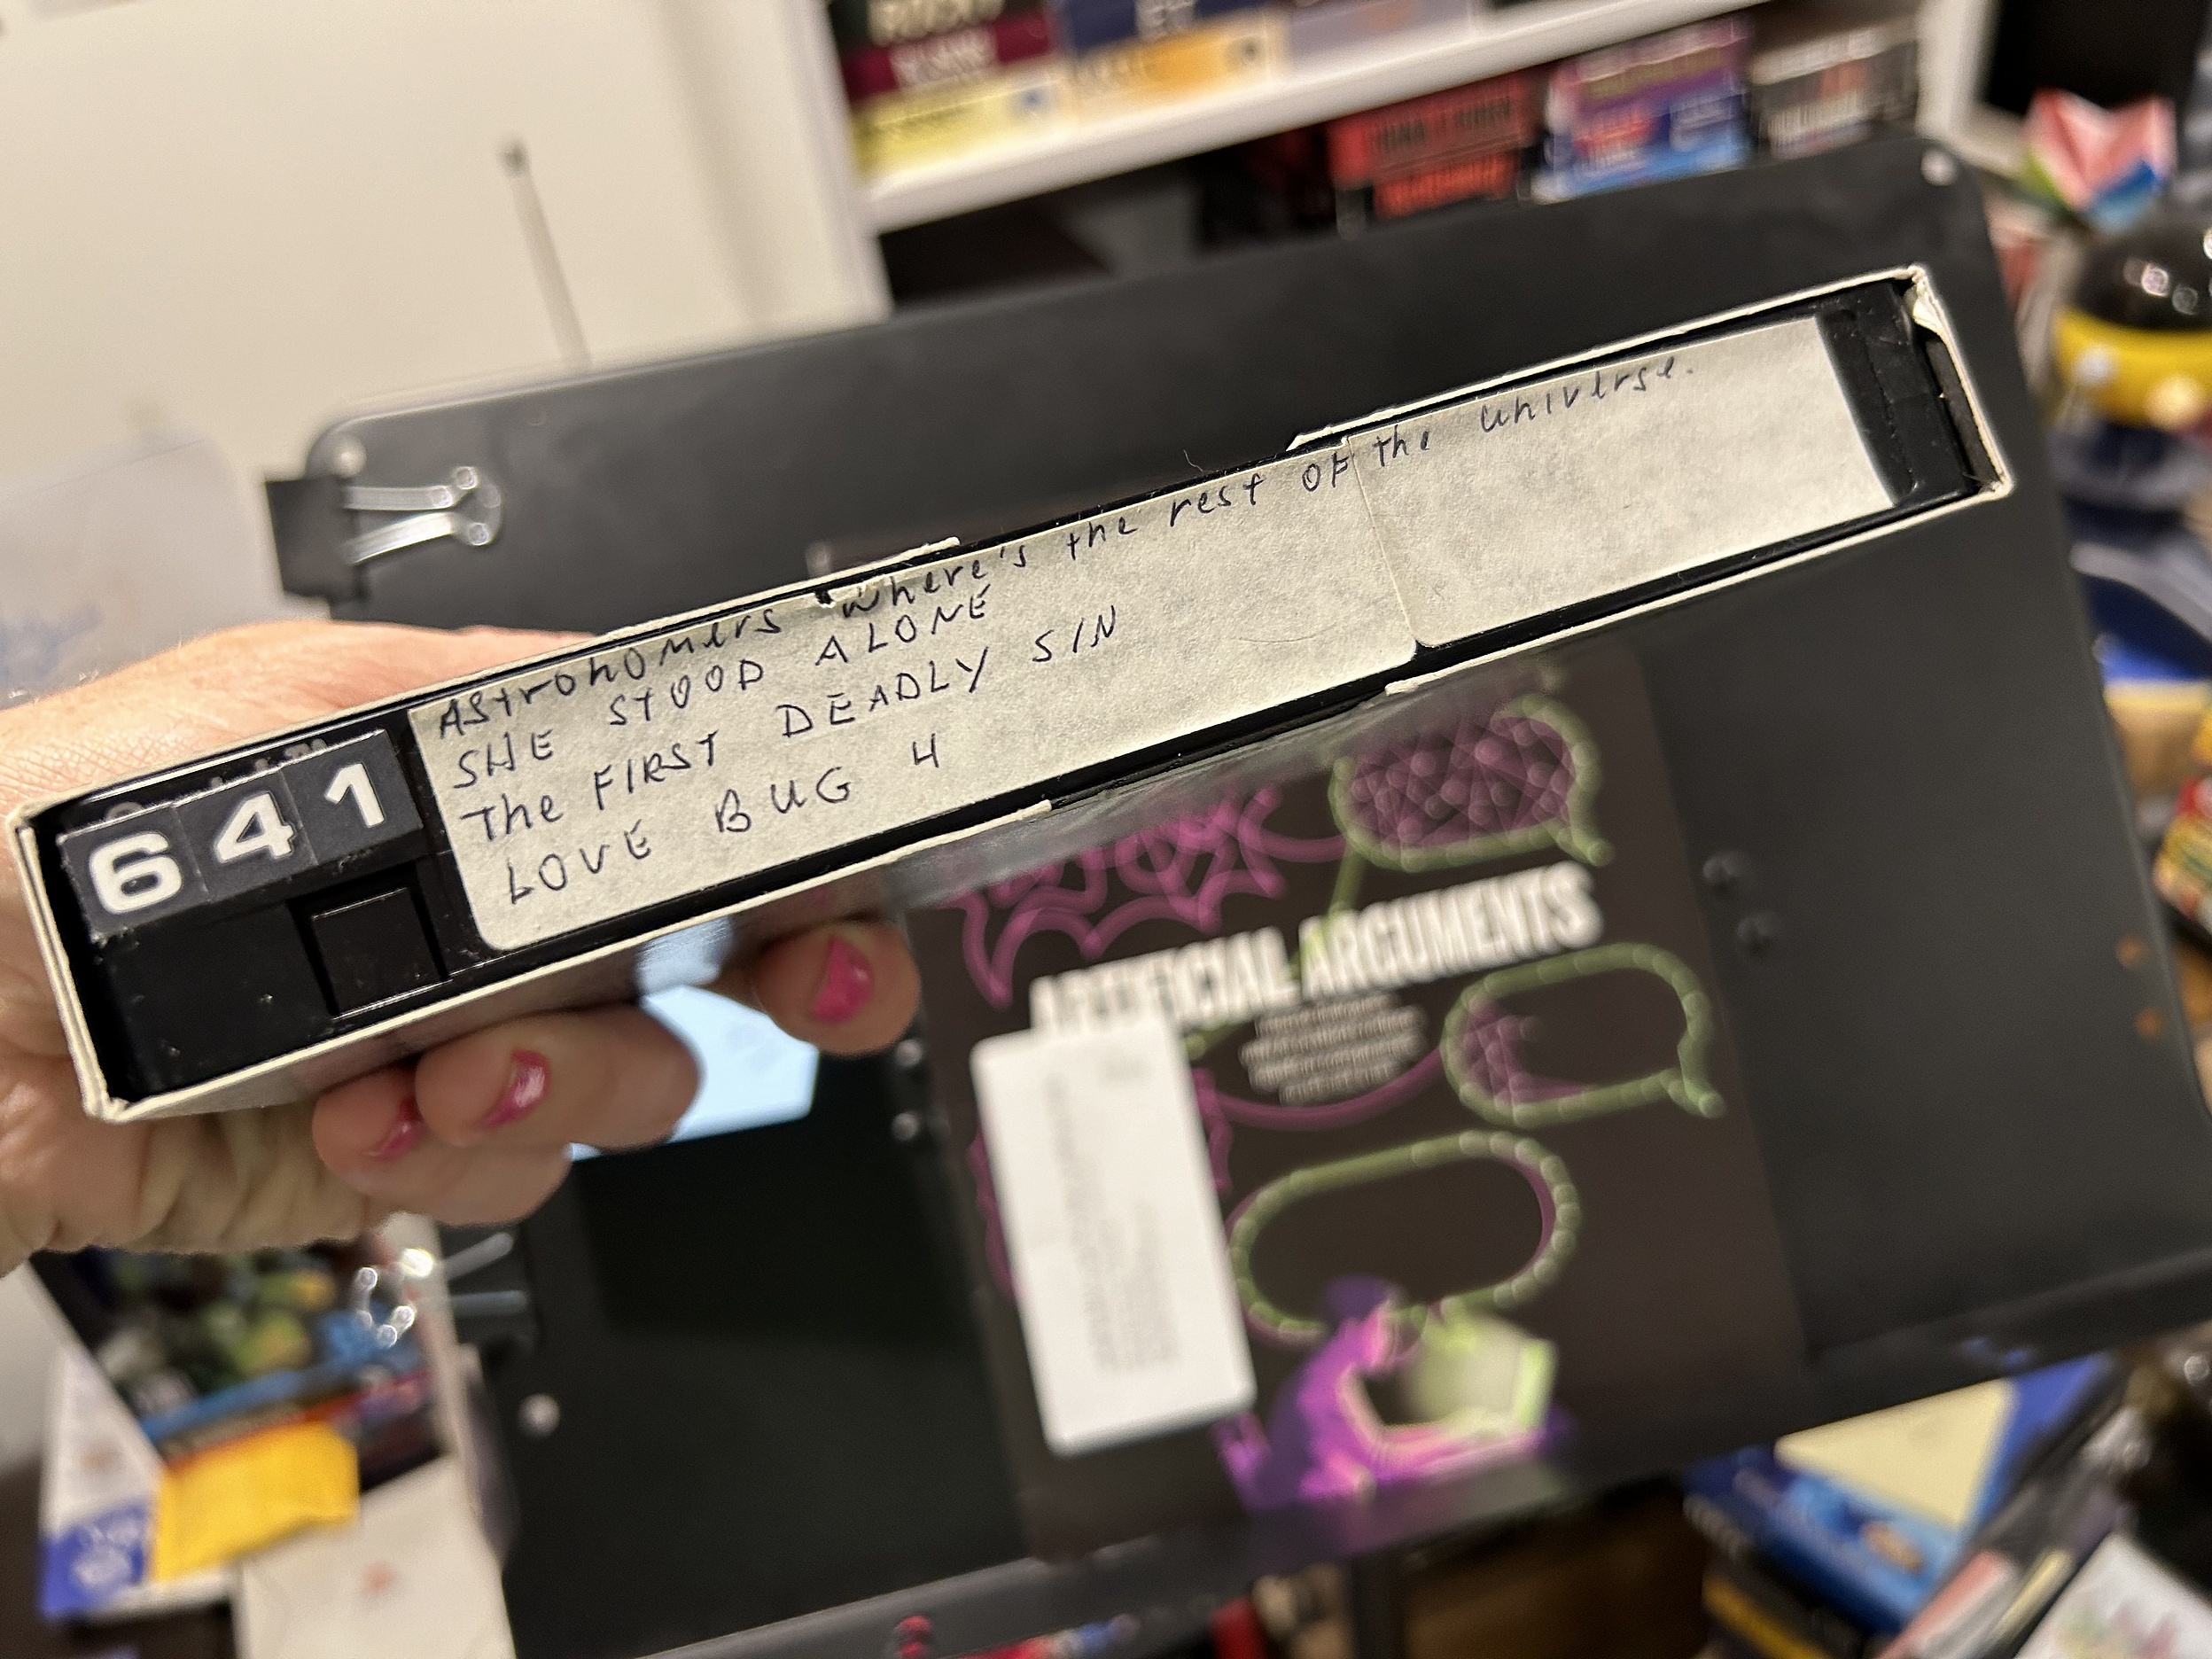 641
Astronomers where's the rest of the universe.
SHE STOOD ALONE
The FIRST DEADLY SIN
LOVE BUG 4
ARTIFICIAL ARGUMENTS